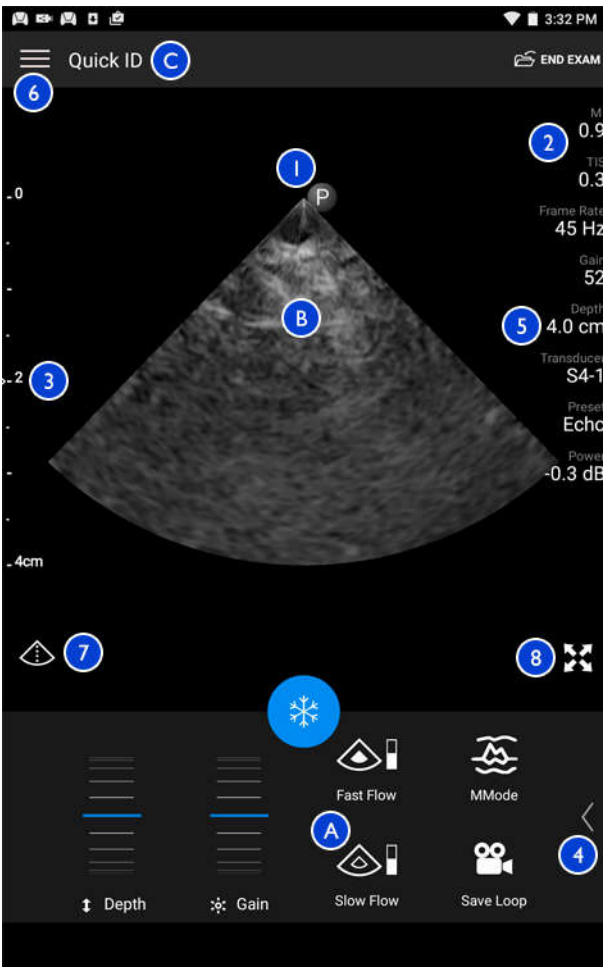 3:32 PM
Quick ID C
END EXAM
6
MI
0.9
2
TIS
0.3
1
P
0
Frame Rate
45 Hz
Gain
52
B
Depth
5
4.0 cm
2
3
Transducer
S4-1
Preset
Echo
Power
-0.3 dB
4cm
7
8
Fast Flow
MMode
A
4
Depth
Gain
Slow Flow
Save Loop